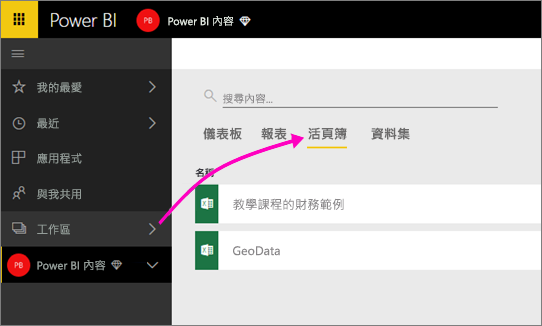 Power BI
PB
Power BI 內容
我的最愛
最近
應用程式
與我共用
工作區
PB
Power BI 內容
搜尋內容...
儀表板 報表 活頁簿 資料集
名稱
教學課程的財務範例
GeoData